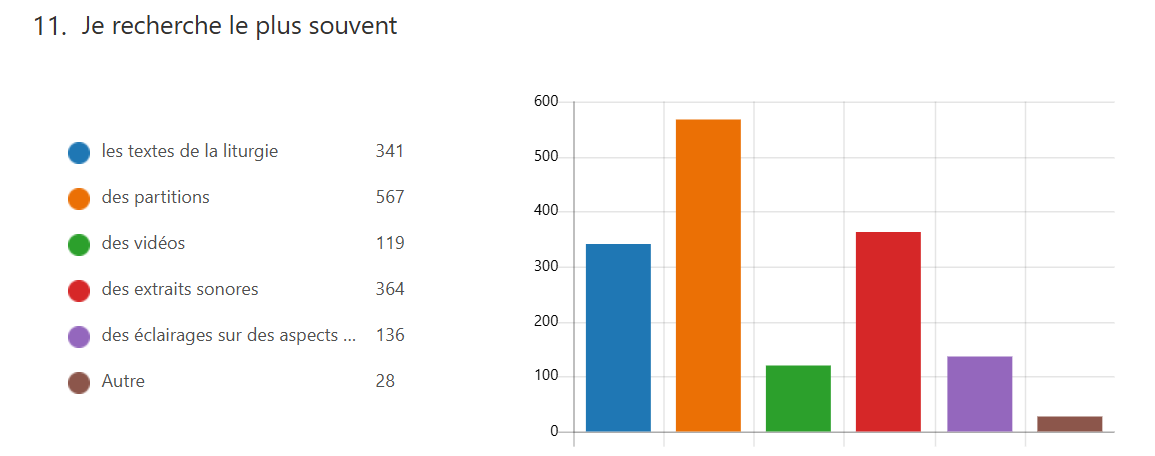 11. Je recherche le plus souvent
les textes de la liturgie 341
des partitions 567
des vidéos 119
des extraits sonores 364
des éclairages sur des aspects ... 136
Autre 28
600
500
400
300
200
100
0